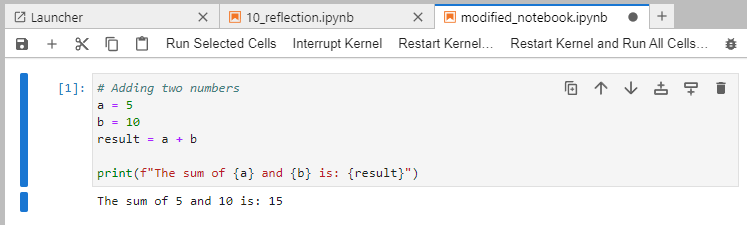 Launcher
10_reflection.ipynb
modified_notebook.ipynb
Run Selected Cells Interrupt Kernel Restart Kernel… Restart Kernel and Run All Cells…
[1]: # Adding two numbers
a = 5
b = 10
result = a + b
print(f"The sum of {a} and {b} is: {result}")
The sum of 5 and 10 is: 15